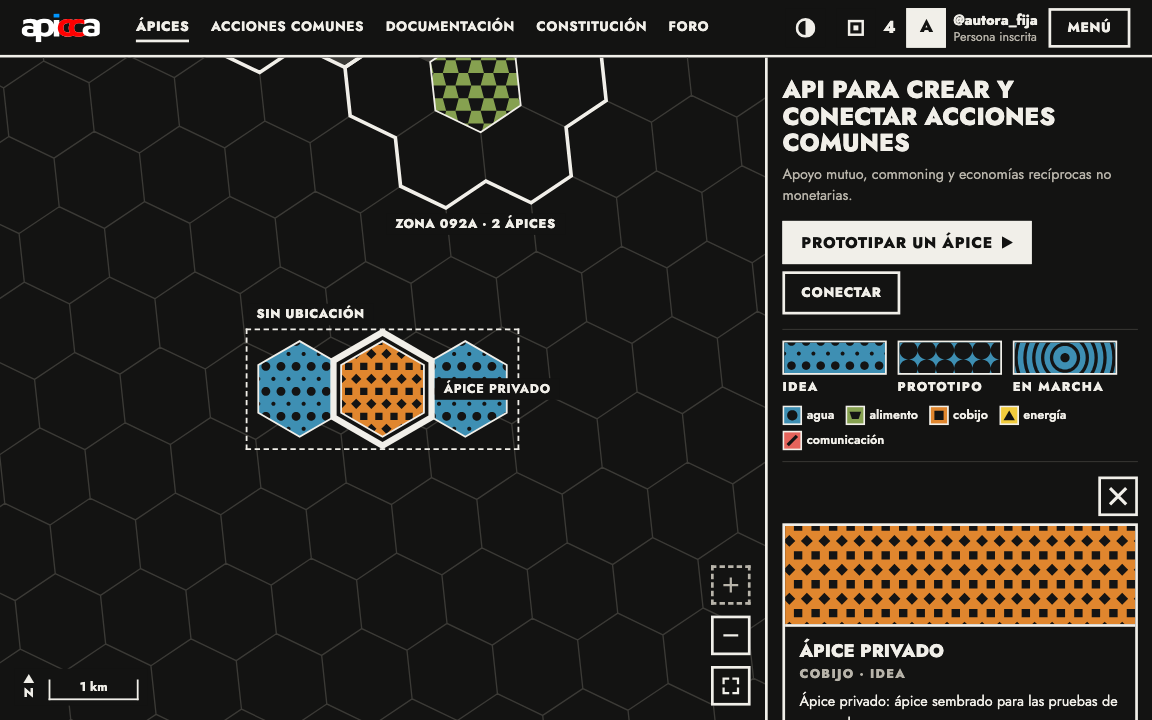 apicca
ÁPICES
ACCIONES COMUNES
DOCUMENTACIÓN
CONSTITUCIÓN
FORO
4
A
@autora_fija
Persona inscrita
MENÚ
ZONA 092A · 2 ÁPICES
SIN UBICACIÓN
ÁPICE PRIVADO
N
1 km
API PARA CREAR Y
CONECTAR ACCIONES
COMUNES
Apoyo mutuo, commoning y economías recíprocas no
monetarias.
PROTOTIPAR UN ÁPICE
CONECTAR
IDEA
PROTOTIPO
EN MARCHA
agua
alimento
cobijo
energía
comunicación
ÁPICE PRIVADO
COBIJO · IDEA
Ápice privado: ápice sembrado para las pruebas de